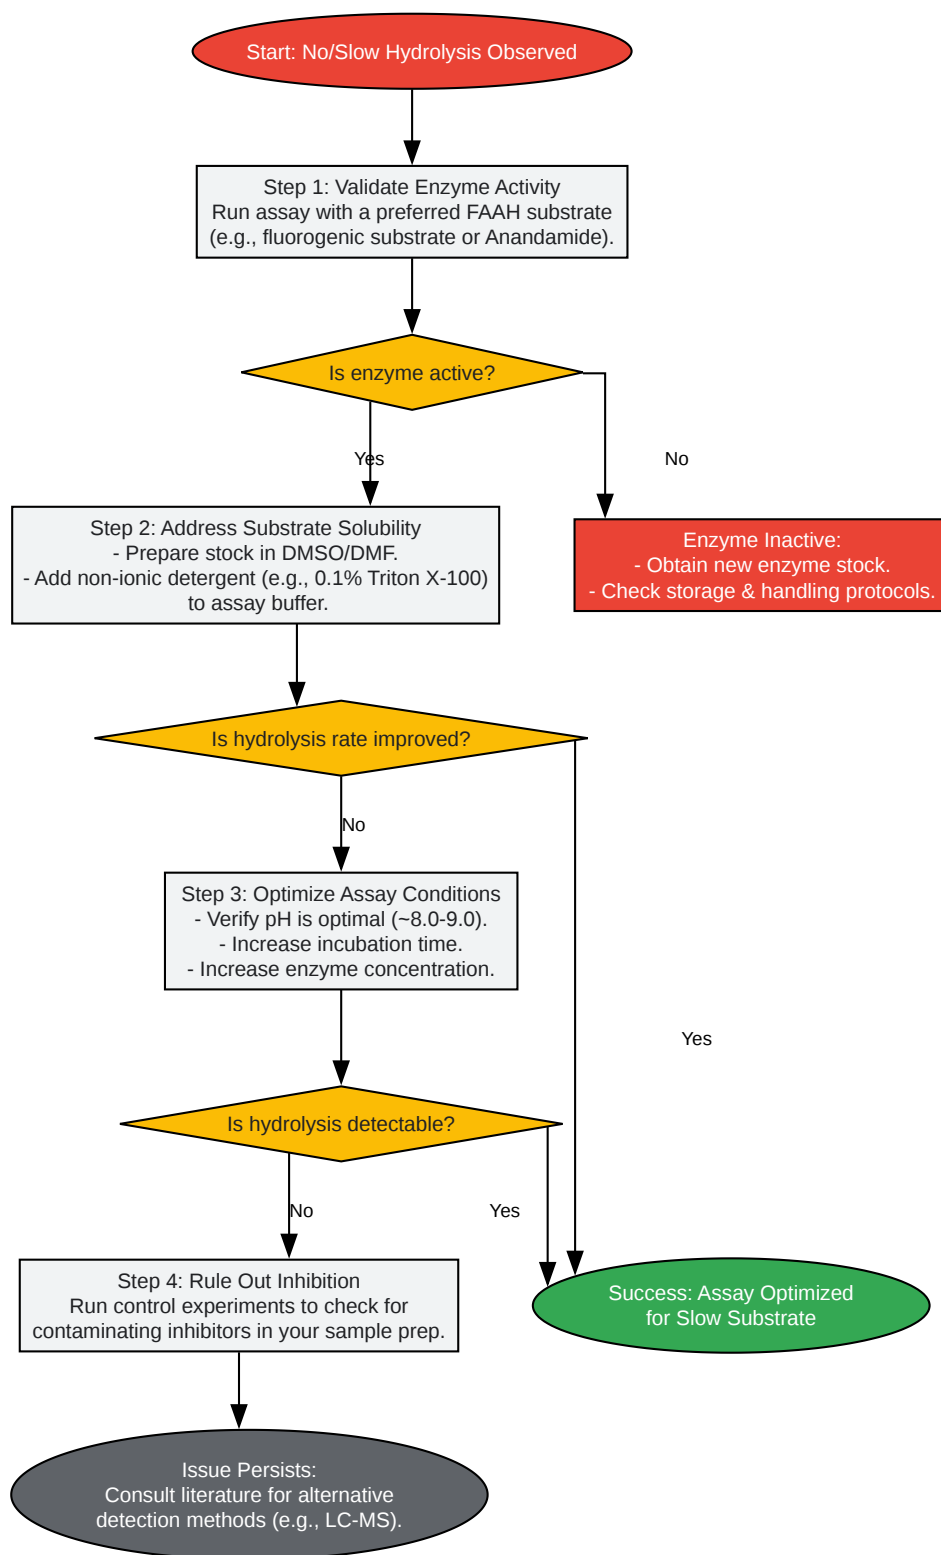 Start: No/Slow Hydrolysis Observed
Step 1: Validate Enzyme Activity
Run assay with a preferred FAAH substrate
(e.g., fluorogenic substrate or Anandamide).
Is enzyme active?
Yes
No
Step 2: Address Substrate Solubility
- Prepare stock in DMSO/DMF.
- Add non-ionic detergent (e.g., 0.1% Triton X-100)
to assay buffer.
Enzyme Inactive:
- Obtain new enzyme stock.
- Check storage & handling protocols.
Is hydrolysis rate improved?
No
Step 3: Optimize Assay Conditions
- Verify pH is optimal (~8.0-9.0).
- Increase incubation time.
- Increase enzyme concentration.
Yes
Is hydrolysis detectable?
No
Yes
Step 4: Rule Out Inhibition
Run control experiments to check for
contaminating inhibitors in your sample prep.
Success: Assay Optimized
for Slow Substrate
Issue Persists:
Consult literature for alternative
detection methods (e.g., LC-MS).